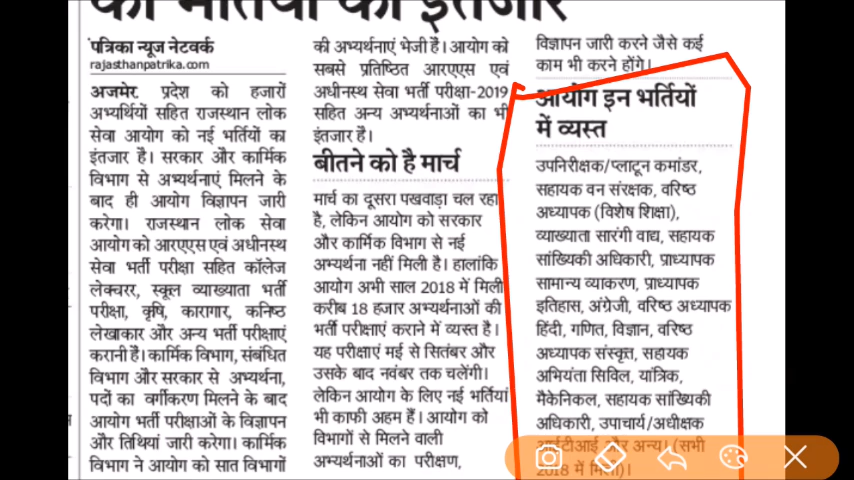 की भर्तियों का इंतजार
पत्रिका न्यूज नेटवर्क
rajasthanpatrika.com
अजमेर. प्रदेश को हजारों
अभ्यर्थियों सहित राजस्थान लोक
सेवा आयोग को नई भर्तियों का
इंतजार है। सरकार और कार्मिक
विभाग से अभ्यर्थनाएं मिलने के
बाद ही आयोग विज्ञापन जारी
करेगा। राजस्थान लोक सेवा
आयोग को आरएएस एवं अधीनस्थ
सेवा भर्ती परीक्षा सहित कॉलेज
लेक्चरर, स्कूल व्याख्याता भर्ती
परीक्षा, कृषि, कारागार, कनिष्ठ
लेखाकार और अन्य भर्ती परीक्षाएं
करानी है। कार्मिक विभाग, संबंधित
विभाग और सरकार से अभ्यर्थना,
पदों का वर्गीकरण मिलने के बाद
आयोग भर्ती परीक्षाओं के विज्ञापन
और तिथियां जारी करेगा। कार्मिक
विभाग ने आयोग को सात विभागों
की अभ्यर्थनाएं भेजी है। आयोग को
सबसे प्रतिष्ठित आरएएस एवं
अधीनस्थ सेवा भर्ती परीक्षा-2019
सहित अन्य अभ्यर्थनाओं का भी
इंतजार है।
बीतने को है मार्च
मार्च का दूसरा पखवाड़ा चल रहा
है, लेकिन आयोग को सरकार
और कार्मिक विभाग से नई
अभ्यर्थना नहीं मिली है। हालांकि
आयोग अभी साल 2018 में मिली
करीब 18 हजार अभ्यर्थनाओं की
भर्ती परीक्षाएं कराने में व्यस्त है।
यह परीक्षाएं मई से सितंबर और
उसके बाद नवंबर तक चलेंगी।
लेकिन आयोग के लिए नई भर्तियां
भी काफी अहम हैं। आयोग को
विभागों से मिलने वाली
अभ्यर्थनाओं का परीक्षण,
विज्ञापन जारी करने जैसे कई
काम भी करने होंगे।
आयोग इन भर्तियों
में व्यस्त
उपनिरीक्षक/प्लाटून कमांडर,
सहायक वन संरक्षक, वरिष्ठ
अध्यापक (विशेष शिक्षा),
व्याख्याता सारंगी वाद्य, सहायक
सांख्यिकी अधिकारी, प्राध्यापक
सामान्य व्याकरण, प्राध्यापक
इतिहास, अंग्रेजी, वरिष्ठ अध्यापक
हिंदी, गणित, विज्ञान, वरिष्ठ
अध्यापक संस्कृत, सहायक
अभियंता सिविल, यांत्रिक,
मैकेनिकल, सहायक सांख्यिकी
अधिकारी, उपाचार्य/अधीक्षक
आईटीआई और अन्य। (सभी
2018 में मिली)।